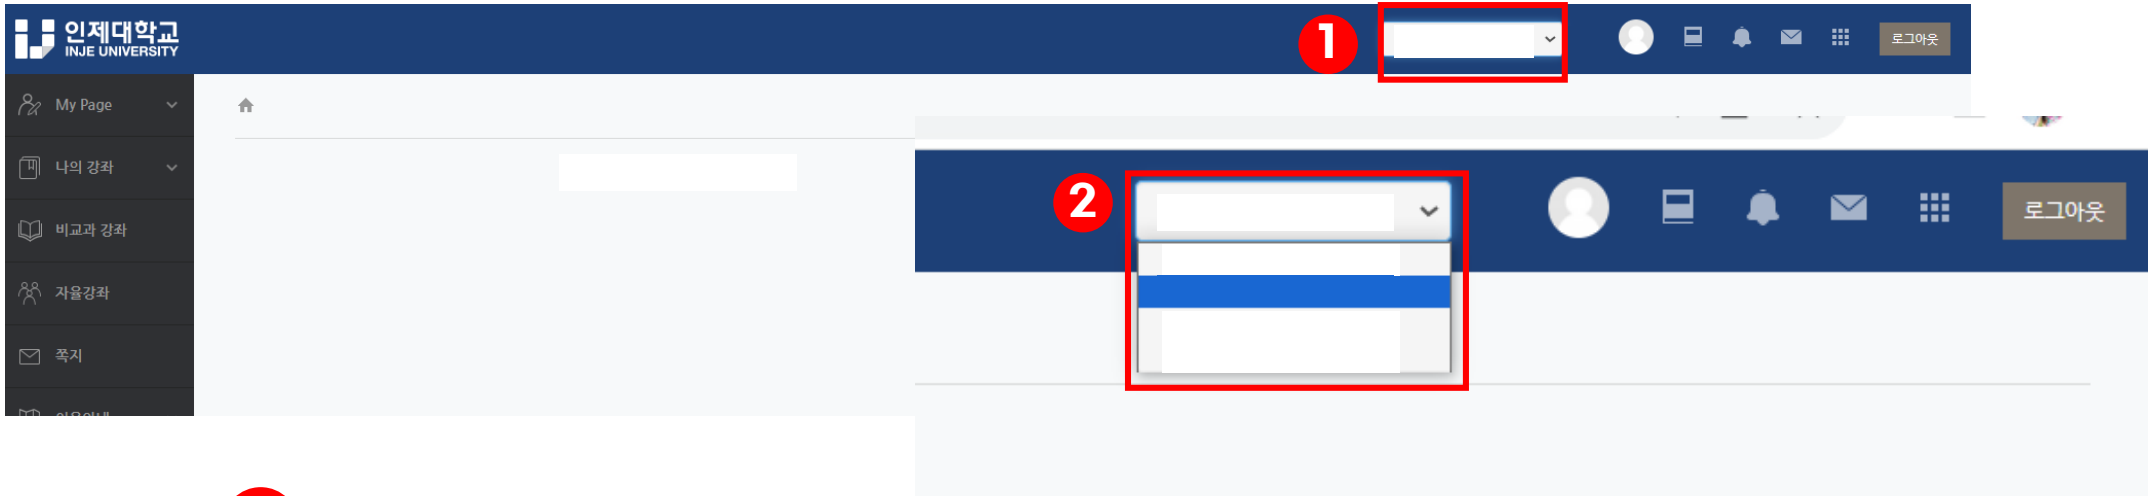 인제대학교
INJE UNIVERSITY
1
로그아웃
My Page
나의 강좌
비교과 강좌
자율강좌
쪽지
2
로그아웃